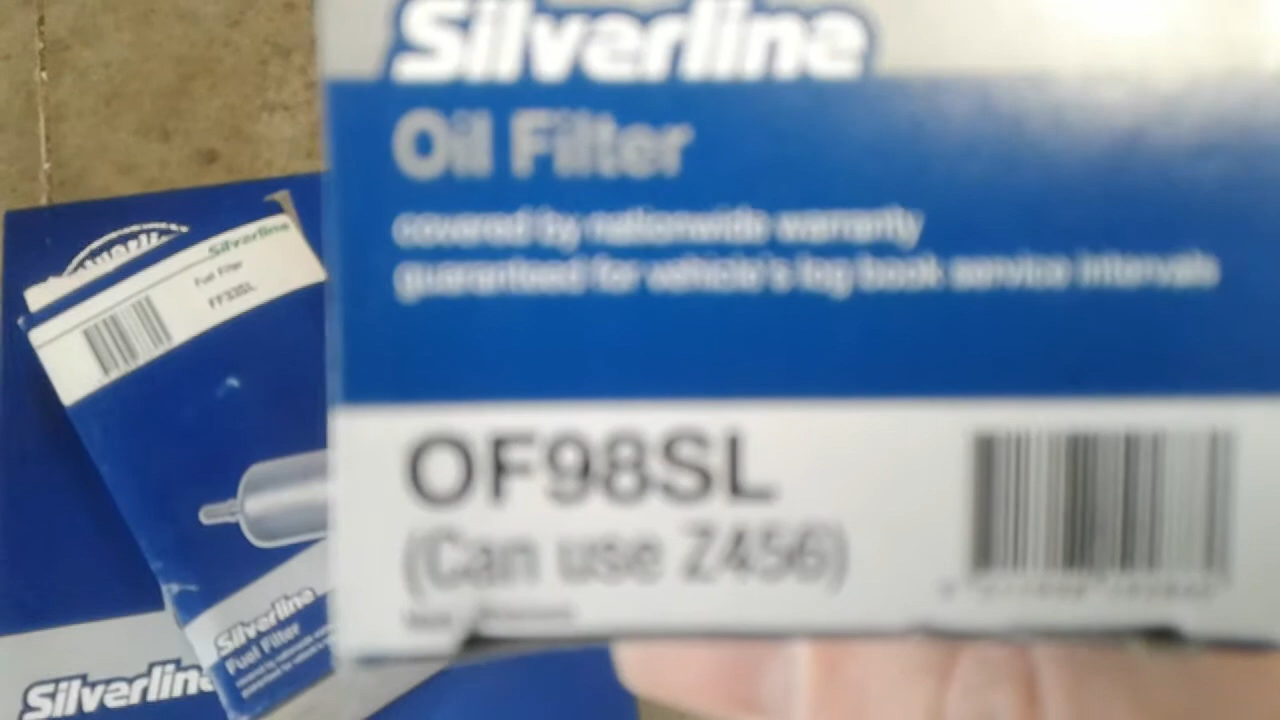 Silverline
Oil Filter
covered by nationwide warranty
guaranteed for vehicle's log book service intervals
OF98SL
(Can use Z456)
Silverline
Fuel Filter
Silverline
Fuel Filter
Silverline